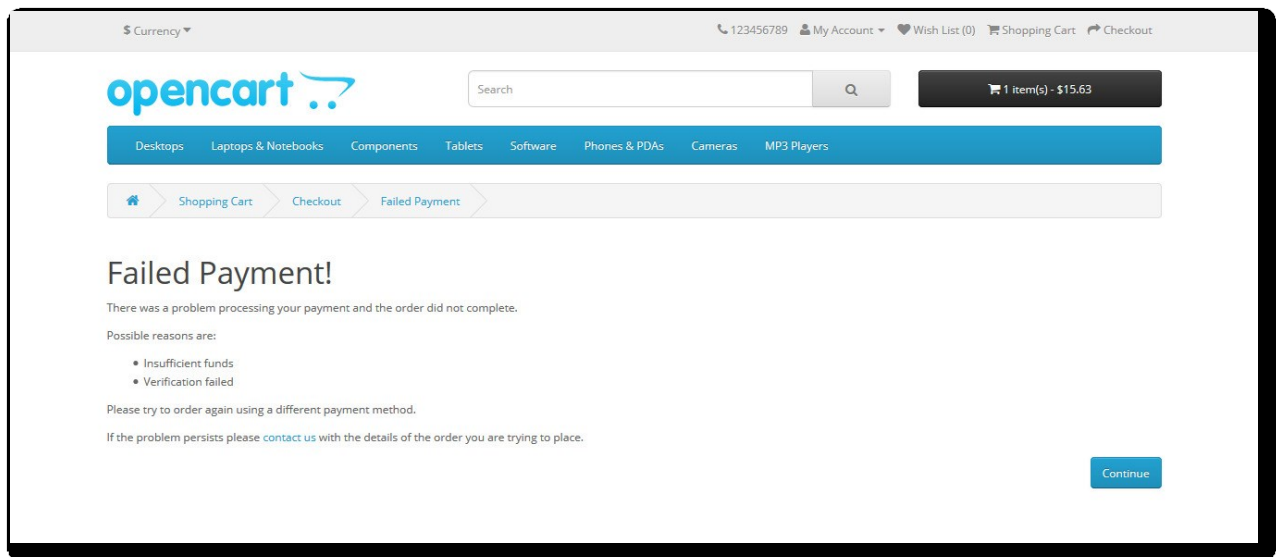 $ Currency
123456789 My Account Wish List (0) Shopping Cart Checkout
opencart
Search
1 item(s) - $15.63
Desktops Laptops & Notebooks Components Tablets Software Phones & PDAs Cameras MP3 Players
Shopping Cart Checkout Failed Payment
Failed Payment!
There was a problem processing your payment and the order did not complete.
Possible reasons are:
• Insufficient funds
• Verification failed
Please try to order again using a different payment method.
If the problem persists please contact us with the details of the order you are trying to place.
Continue